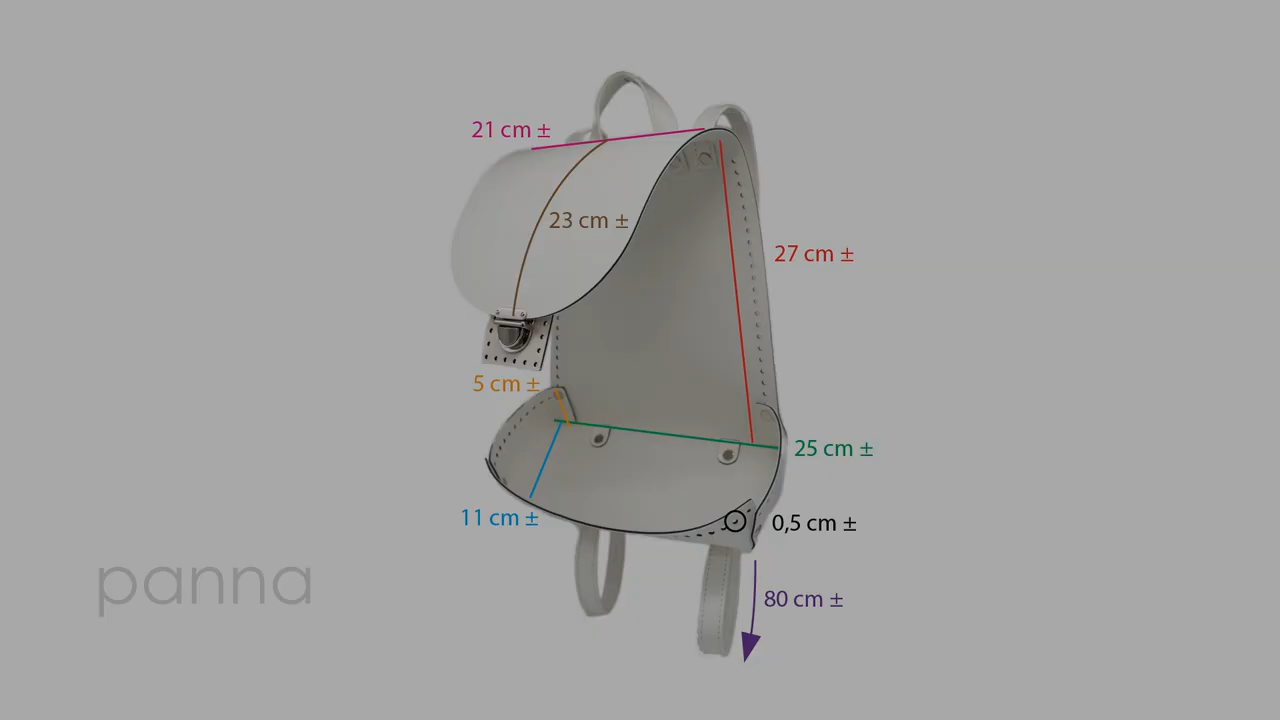 21 cm ±
23 cm ±
27 cm ±
5 cm ±
25 cm ±
11 cm ±
0,5 cm ±
80 cm ±
panna